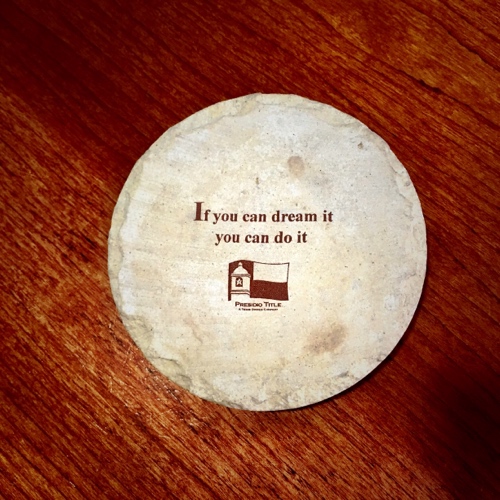 If you can dream it
you can do it
PRESIDIO TITLE